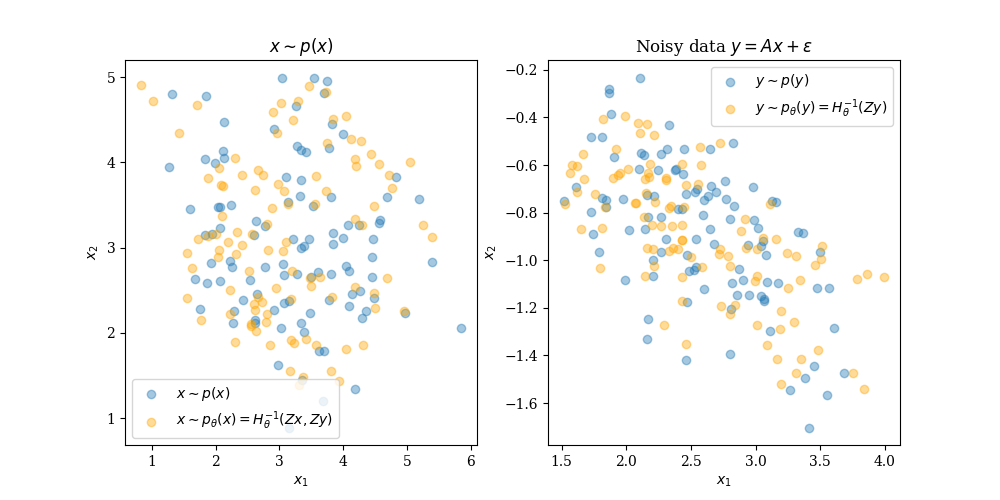 x ∼ p(x)
5
4
3
2
1
x₂
1
2
3
4
5
6
x₁
x ∼ p(x)
x ∼ p_θ(x) = H_θ^{-1}(Zx, Zy)
Noisy data y = Ax + ε
−0.2
−0.4
−0.6
−0.8
−1.0
−1.2
−1.4
−1.6
x₂
1.5
2.0
2.5
3.0
3.5
4.0
x₁
y ∼ p(y)
y ∼ p_θ(y) = H_θ^{-1}(Zy)